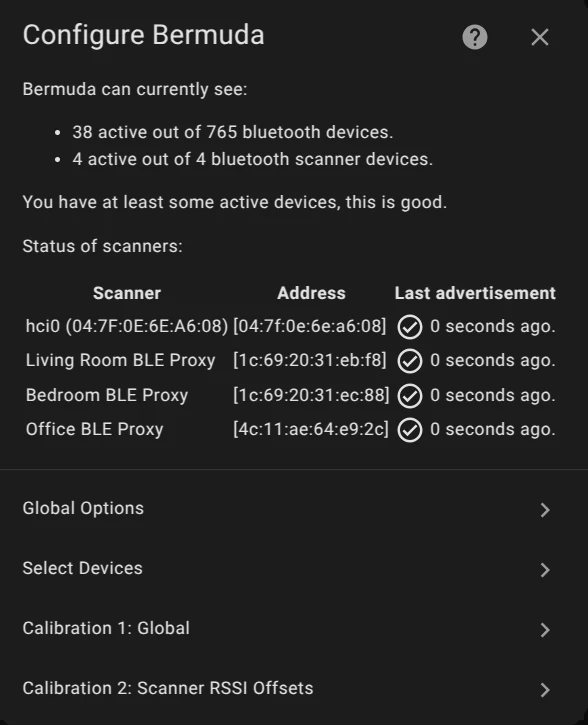 Configure Bermuda
Bermuda can currently see:
• 38 active out of 765 bluetooth devices.
• 4 active out of 4 bluetooth scanner devices.
You have at least some active devices, this is good.
Status of scanners:
Scanner Address Last advertisement
hci0 (04:7F:0E:6E:A6:08) [04:7f:0e:6e:a6:08] 0 seconds ago.
Living Room BLE Proxy [1c:69:20:31:eb:f8] 0 seconds ago.
Bedroom BLE Proxy [1c:69:20:31:ec:88] 0 seconds ago.
Office BLE Proxy [4c:11:ae:64:e9:2c] 0 seconds ago.
Global Options
Select Devices
Calibration 1: Global
Calibration 2: Scanner RSSI Offsets